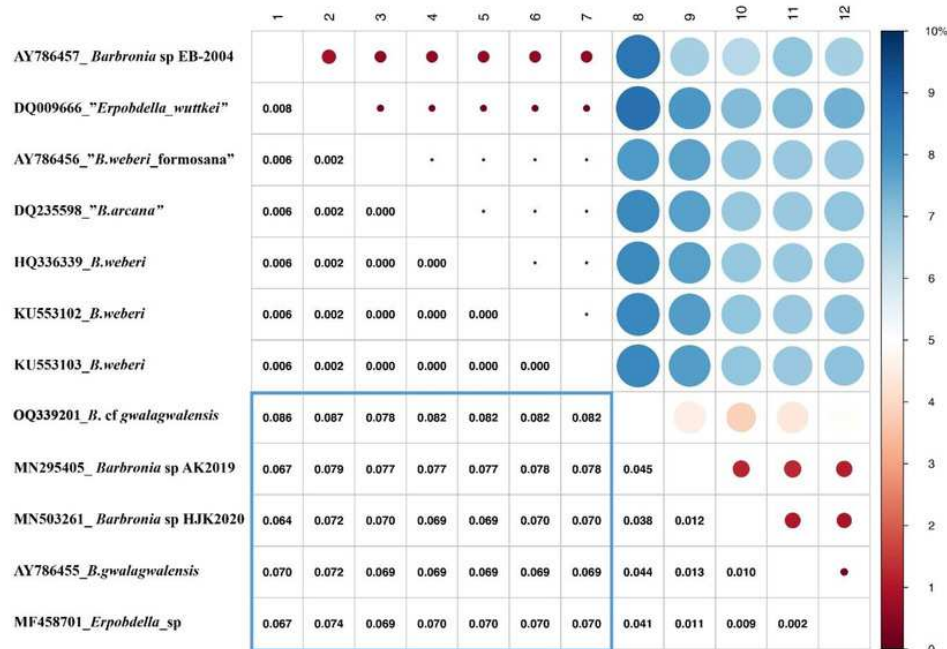 1 2 3 4 5 6 7 8 9 10 11 12
10%
AY786457_ Barbronia sp EB-2004
9
DQ009666_"Erpobdella_wuttkei" 0.008
8
AY786456_"B.weberi_formosana" 0.006 0.002
7
DQ235598_"B.arcana" 0.006 0.002 0.000
6
HQ336339_B.weberi 0.006 0.002 0.000 0.000
KU553102_B.weberi 0.006 0.002 0.000 0.000 0.000
5
KU553103_B.weberi 0.006 0.002 0.000 0.000 0.000 0.000
4
OQ339201_B. cf gwalagwalensis 0.086 0.087 0.078 0.082 0.082 0.082 0.082
3
MN295405_ Barbronia sp AK2019 0.067 0.079 0.077 0.077 0.077 0.078 0.078 0.045
2
MN503261_ Barbronia sp HJK2020 0.064 0.072 0.070 0.069 0.069 0.070 0.070 0.038 0.012
1
AY786455_B.gwalagwalensis 0.070 0.072 0.069 0.069 0.069 0.069 0.069 0.044 0.013 0.010
MF458701_Erpobdella_sp 0.067 0.074 0.069 0.070 0.070 0.070 0.070 0.041 0.011 0.009 0.002
0